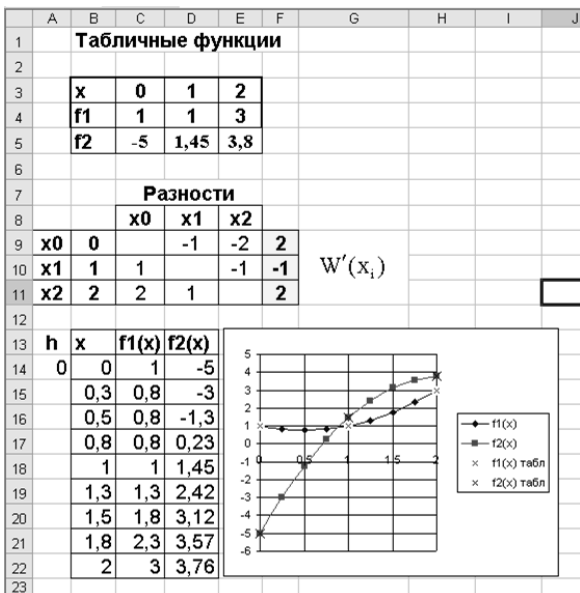 A B C D E F G H I J
1 Табличные функции
2
3 x 0 1 2
4 f1 1 1 3
5 f2 -5 1,45 3,8
6
7 Разности
8 x0 x1 x2
9 x0 0 -1 -2 2
10 x1 1 1 -1 -1 W'(xᵢ)
11 x2 2 2 1 2
12
13 h x f1(x) f2(x)
14 0 0 1 -5
15 0,3 0,8 -3
16 0,5 0,8 -1,3
17 0,8 0,8 0,23
18 1 1 1,45
19 1,3 1,3 2,42
20 1,5 1,8 3,12
21 1,8 2,3 3,57
22 2 3 3,76
23
5
4
3
2
1
0 0 0,5 1 1,5 2
-1
-2
-3
-4
-5
-6
f1(x)
f2(x)
f1(x) табл
f2(x) табл